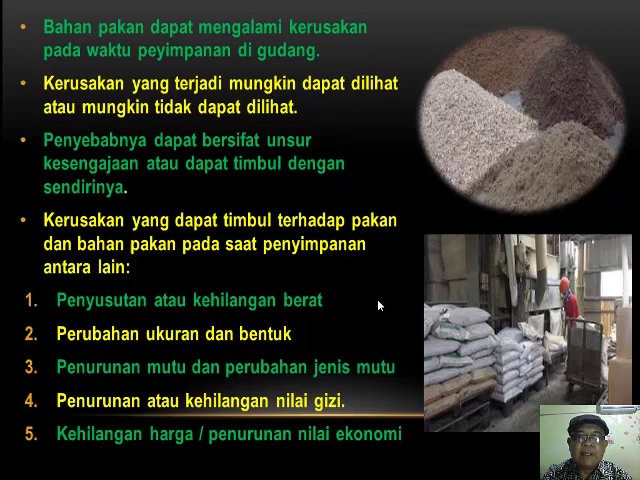 • Bahan pakan dapat mengalami kerusakan
pada waktu peyimpanan di gudang.
• Kerusakan yang terjadi mungkin dapat dilihat
atau mungkin tidak dapat dilihat.
• Penyebabnya dapat bersifat unsur
kesengajaan atau dapat timbul dengan
sendirinya.
• Kerusakan yang dapat timbul terhadap pakan
dan bahan pakan pada saat penyimpanan
antara lain:
1. Penyusutan atau kehilangan berat
2. Perubahan ukuran dan bentuk
3. Penurunan mutu dan perubahan jenis mutu
4. Penurunan atau kehilangan nilai gizi.
5. Kehilangan harga / penurunan nilai ekonomi